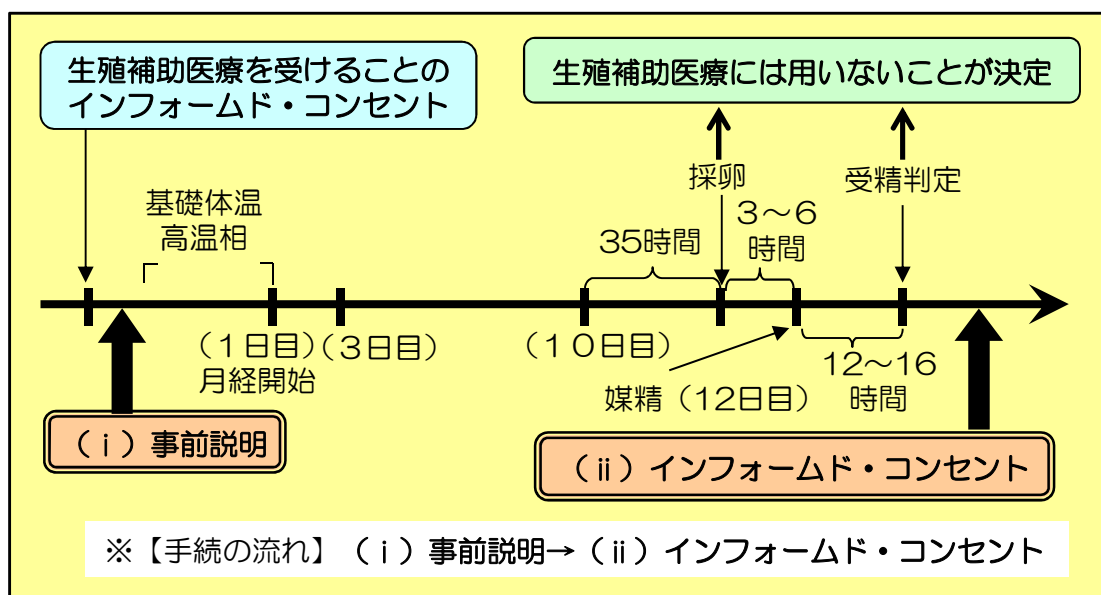 生殖補助医療を受けることの
インフォームド・コンセント
生殖補助医療には用いないことが決定
採卵
受精判定
基礎体温
高温相
35時間
3～6
時間
(1日目)
月経開始
(3日目)
(10日目)
媒精(12日目)
12～16
時間
(ⅰ)事前説明
(ⅱ)インフォームド・コンセント
※【手続の流れ】(ⅰ)事前説明→(ⅱ)インフォームド・コンセント